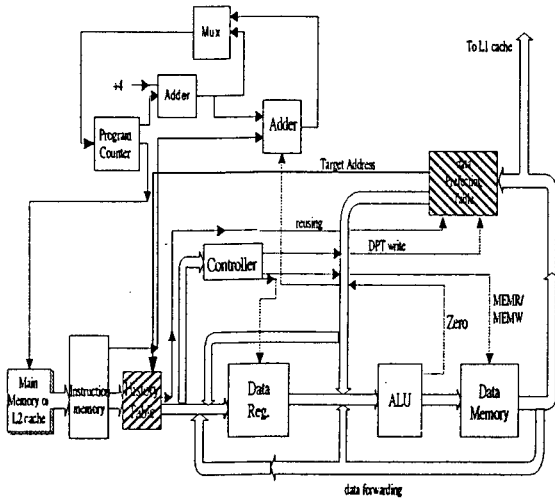 Mux
To L1 cache
+4
Adder
Program
Counter
Adder
Target Address
Prefetching
Table
reusing
DPT write
Controller
MEMR/
MEMW
Zero
Main
Memory or
L2 cache
Instruction
memory
History
Table
Data
Reg.
ALU
Data
Memory
data forwarding